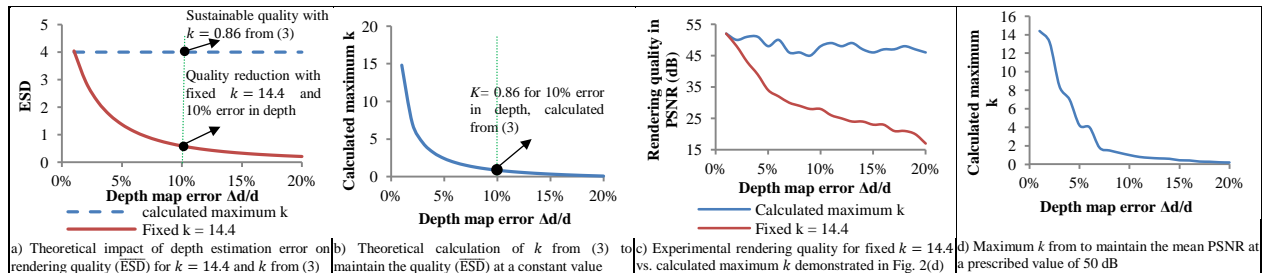 5
4
3
2
1
0
ESD
Sustainable quality with
k = 0.86 from (3)
Quality reduction with
fixed k = 14.4 and
10% error in depth
0% 5% 10% 15% 20%
Depth map error Δd/d
calculated maximum k
Fixed k = 14.4
a) Theoretical impact of depth estimation error on
rendering quality (ESD) for k = 14.4 and k from (3)
20
15
10
5
0
Calculated maximum k
K= 0.86 for 10% error
in depth, calculated
from (3)
0% 5% 10% 15% 20%
Depth map error Δd/d
b) Theoretical calculation of k from (3) to
maintain the quality (ESD) at a constant value
55
45
35
25
15
Rendering quality in
PSNR (dB)
0% 5% 10% 15% 20%
Depth map error Δd/d
Calculated maximum k
Fixed k = 14.4
c) Experimental rendering quality for fixed k = 14.4
vs. calculated maximum k demonstrated in Fig. 2(d)
16
14
12
10
8
6
4
2
0
Calculated maximum
k
0% 5% 10% 15% 20%
Depth map error Δd/d
d) Maximum k from to maintain the mean PSNR at
a prescribed value of 50 dB